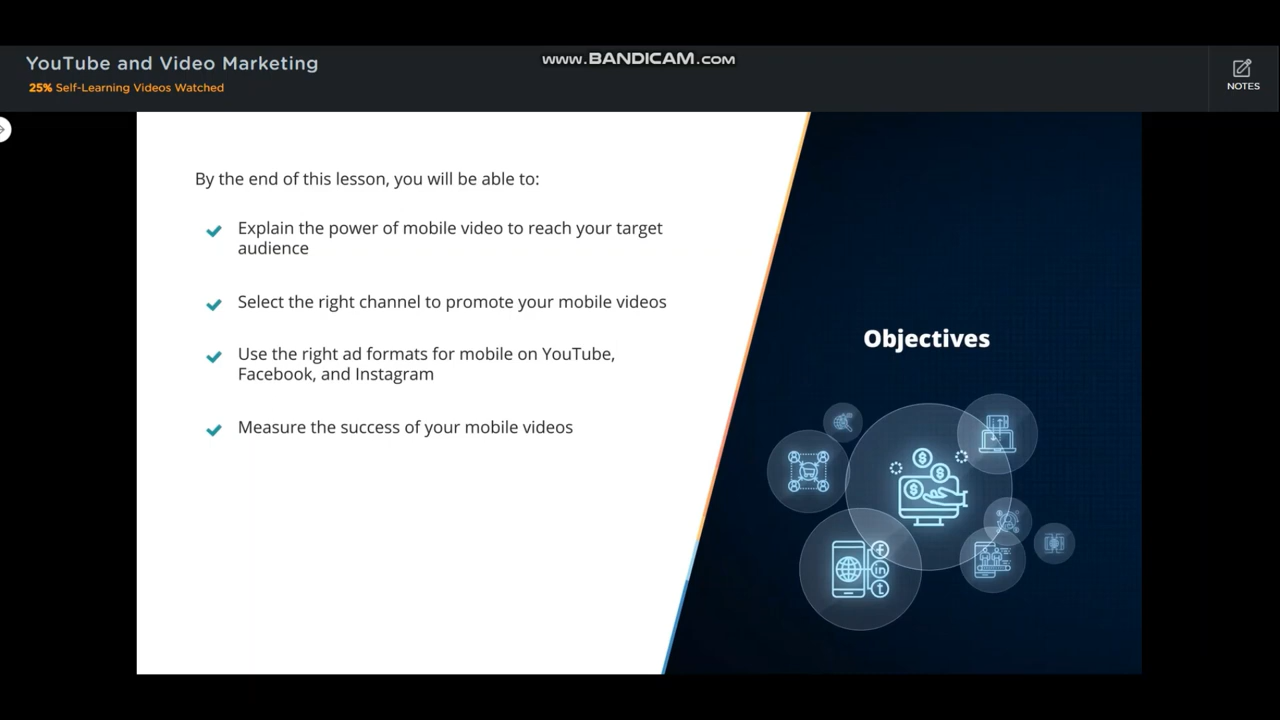 www.BANDICAM.com
YouTube and Video Marketing
25% Self-Learning Videos Watched
NOTES
By the end of this lesson, you will be able to:
Explain the power of mobile video to reach your target
audience
Select the right channel to promote your mobile videos
Use the right ad formats for mobile on YouTube,
Facebook, and Instagram
Measure the success of your mobile videos
Objectives
$
$
$
f
in
t